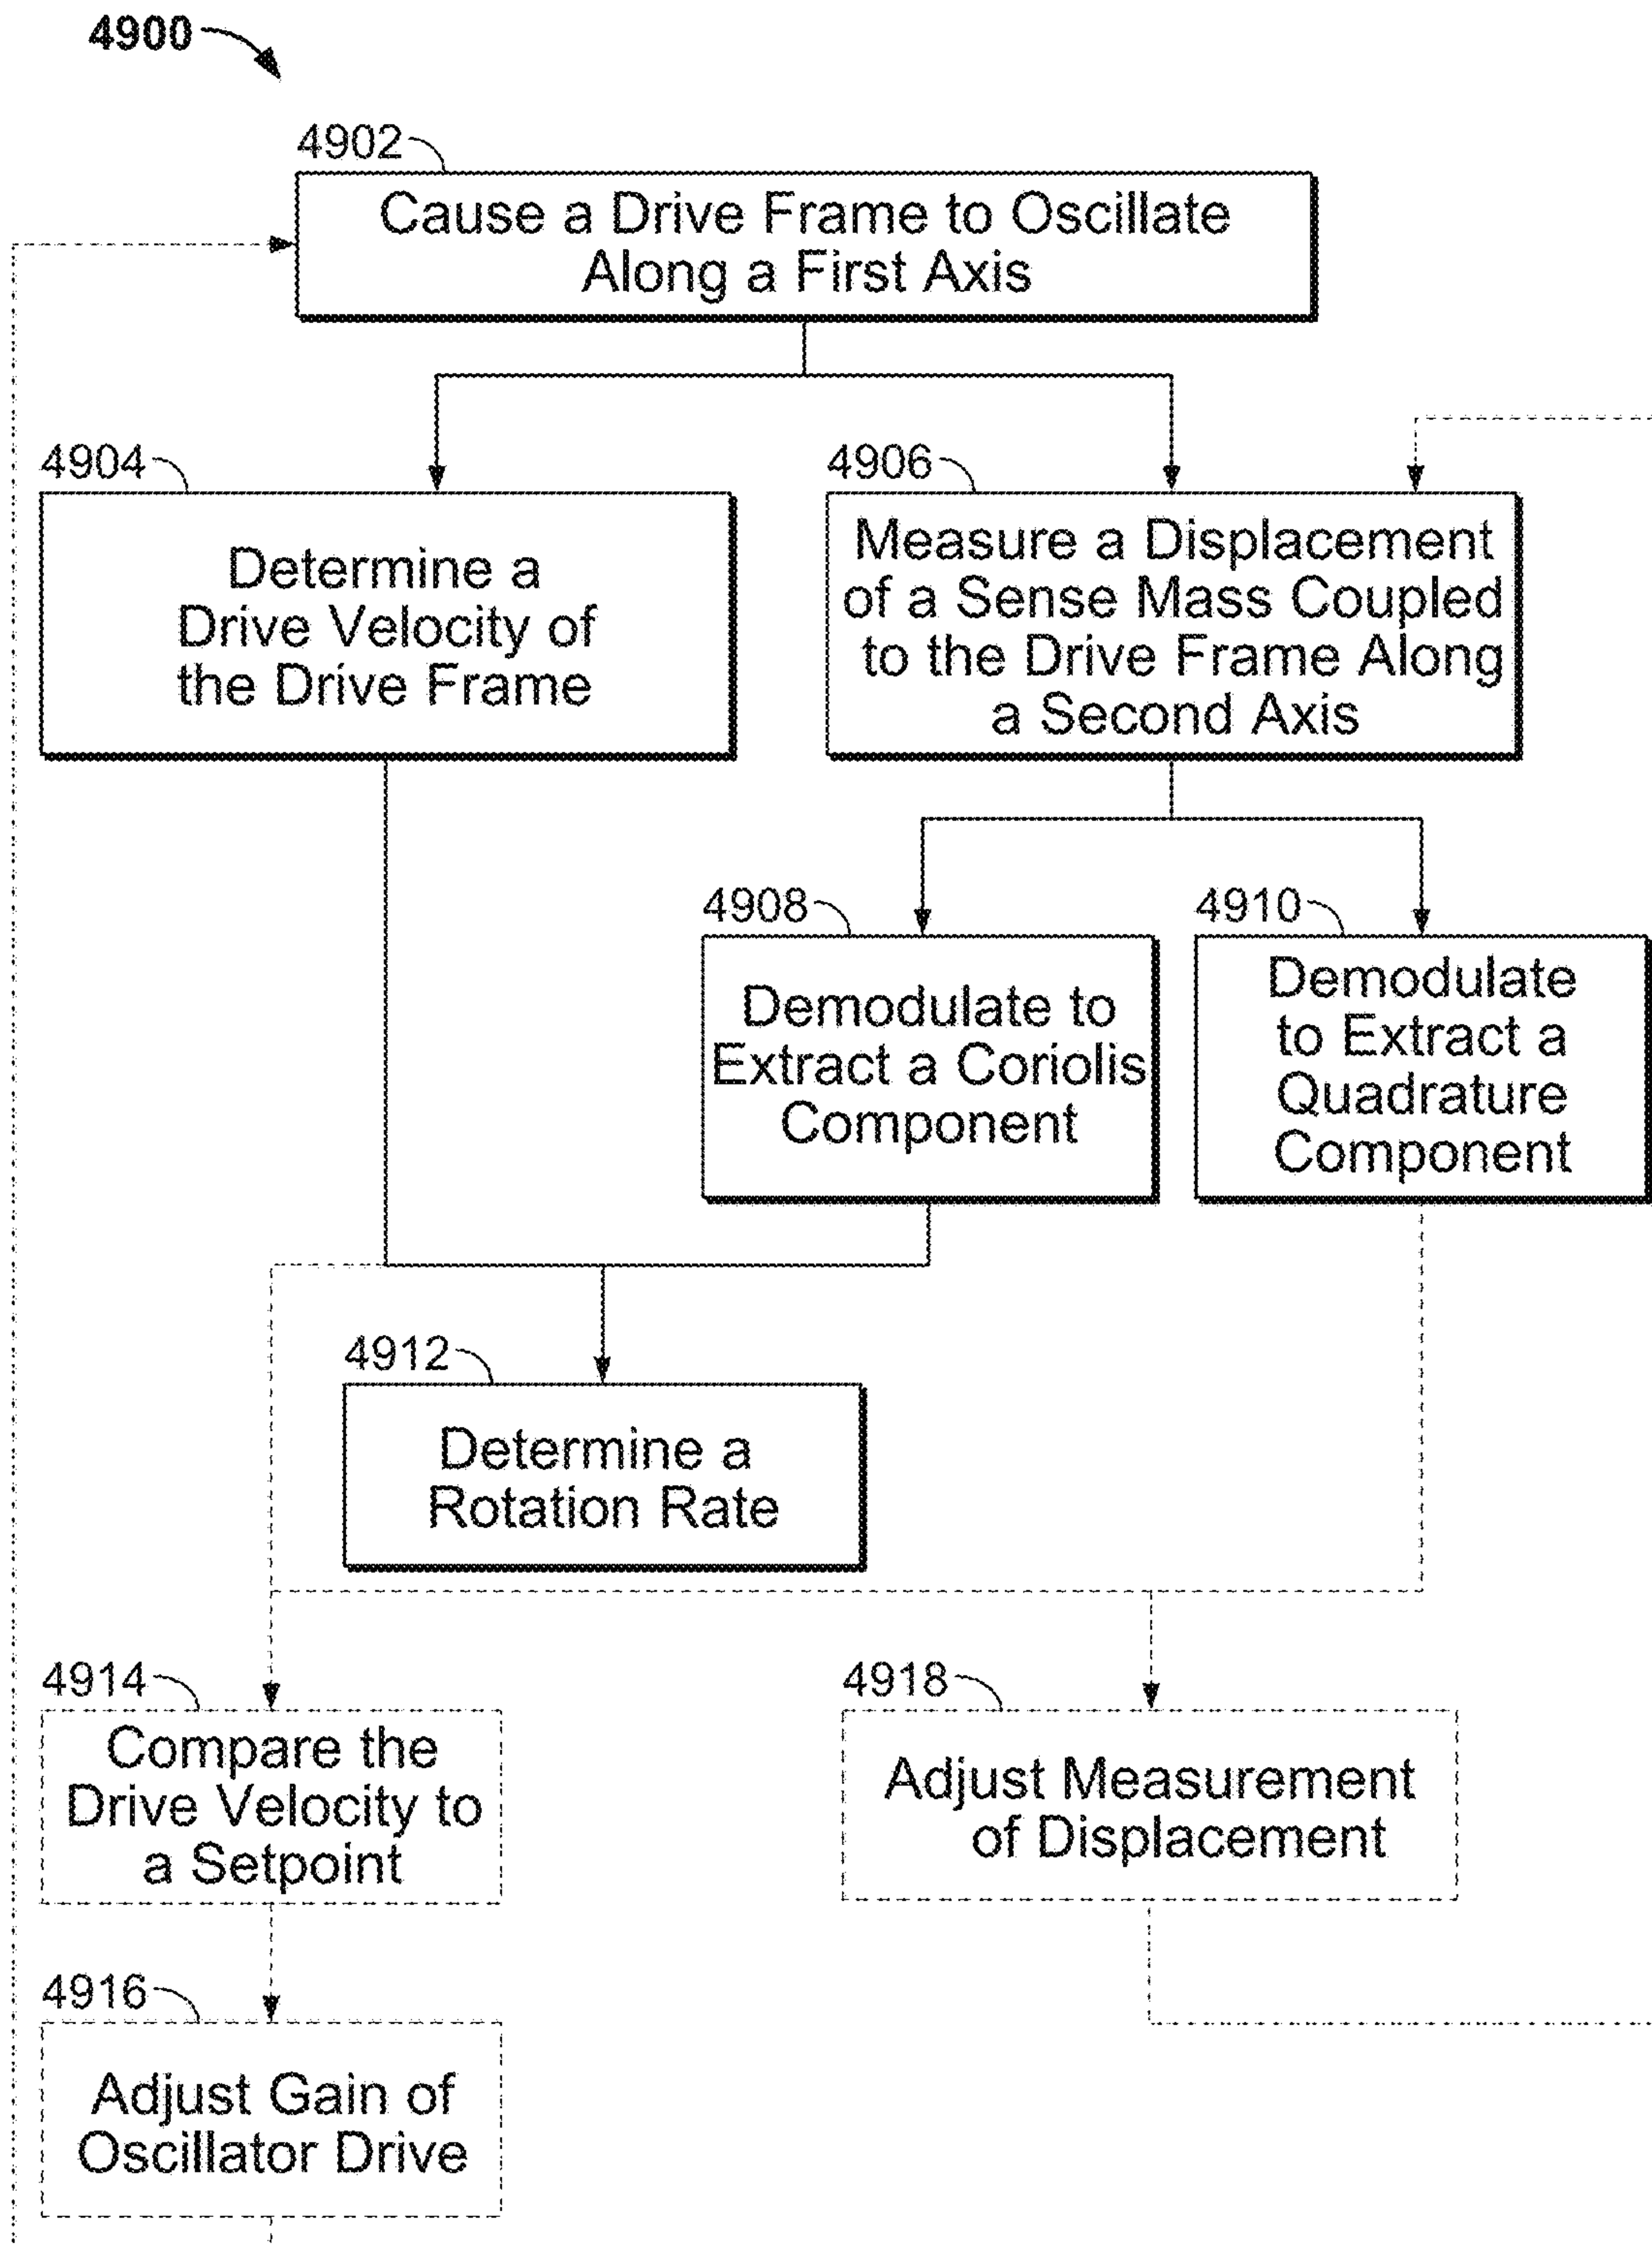 4900
4902
Cause a Drive Frame to Oscillate
Along a First Axis
4904
Determine a
Drive Velocity of
the Drive Frame
4906
Measure a Displacement
of a Sense Mass Coupled
to the Drive Frame Along
a Second Axis
4908
Demodulate to
Extract a Coriolis
Component
4910
Demodulate
to Extract a
Quadrature
Component
4912
Determine a
Rotation Rate
4914
Compare the
Drive Velocity to
a Setpoint
4918
Adjust Measurement
of Displacement
4916
Adjust Gain of
Oscillator Drive